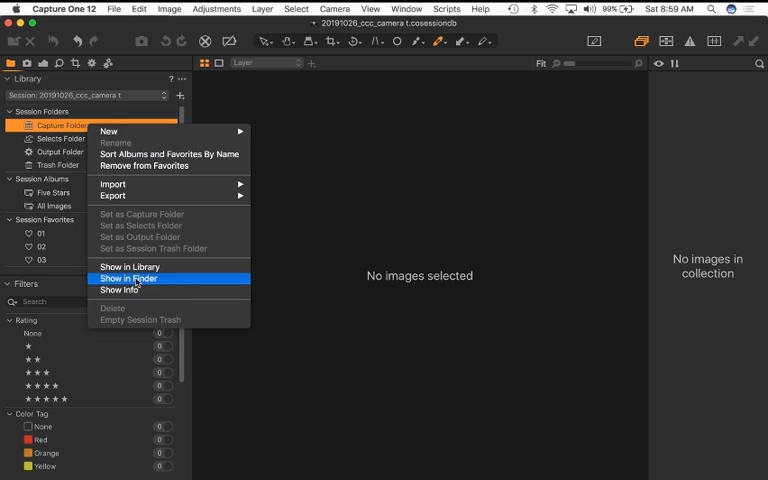 Capture One 12 File Edit Image Adjustments Layer Select Camera View Window Scripts Help 99% Sat 8:59 AM
20191026_ccc_camera t.cosessiondb
Layer
Fit
Library ? ...
Session: 20191026_ccc_camera t
Session Folders
Capture Folder
Selects Folder
Output Folder
Trash Folder
Session Albums
Five Stars
All Images
Session Favorites
01
02
03
Filters
Search
Rating
None 0
★ 0
★★ 0
★★★ 0
★★★★ 0
★★★★★ 0
Color Tag
None 0
Red 0
Orange 0
Yellow 0
New
Rename
Sort Albums and Favorites By Name
Remove from Favorites
Import
Export
Set as Capture Folder
Set as Selects Folder
Set as Output Folder
Set as Session Trash Folder
Show in Library
Show in Finder
Show Info
Delete
Empty Session Trash
No images selected
No images in
collection